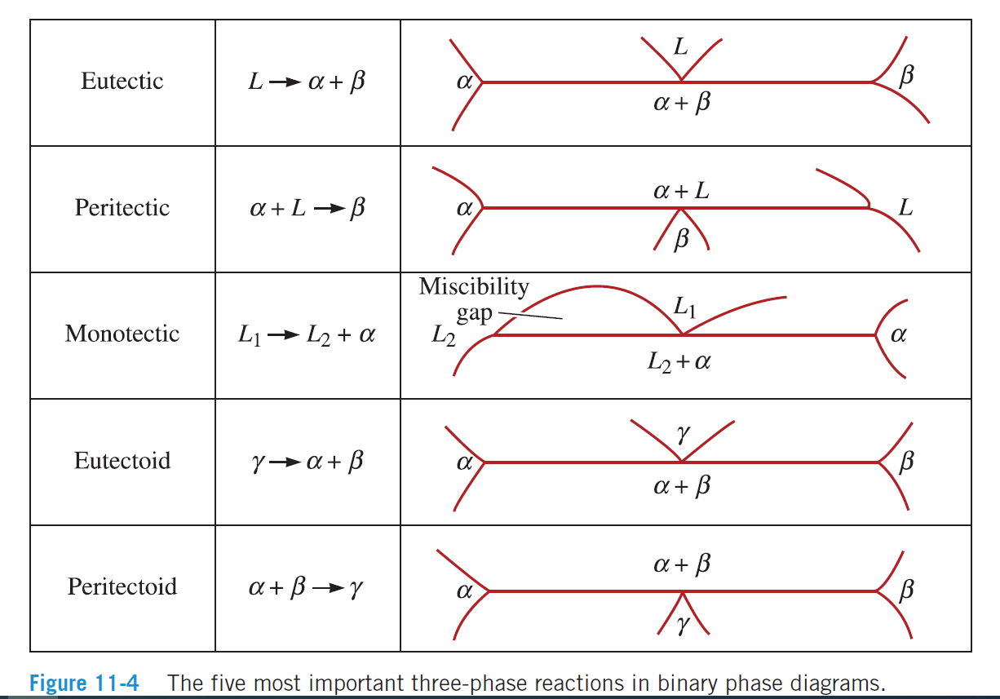 Eutectic L → α + β α L β
α + β
Peritectic α + L → β α α + L L
β
Monotectic L₁ → L₂ + α Miscibility
gap L₁
L₂ α
L₂ + α
Eutectoid γ → α + β α γ β
α + β
Peritectoid α + β → γ α α + β β
γ
Figure 11-4 The five most important three-phase reactions in binary phase diagrams.